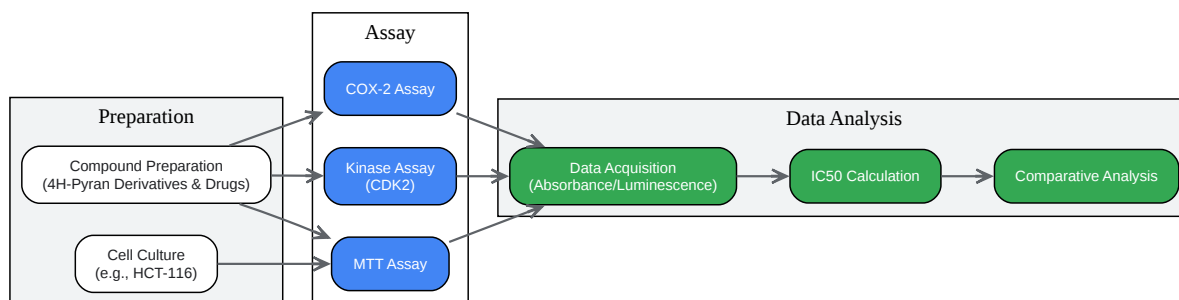 Preparation
Compound Preparation
(4H-Pyran Derivatives & Drugs)
Cell Culture
(e.g., HCT-116)
Assay
COX-2 Assay
Kinase Assay
(CDK2)
MTT Assay
Data Analysis
Data Acquisition
(Absorbance/Luminescence)
IC50 Calculation
Comparative Analysis